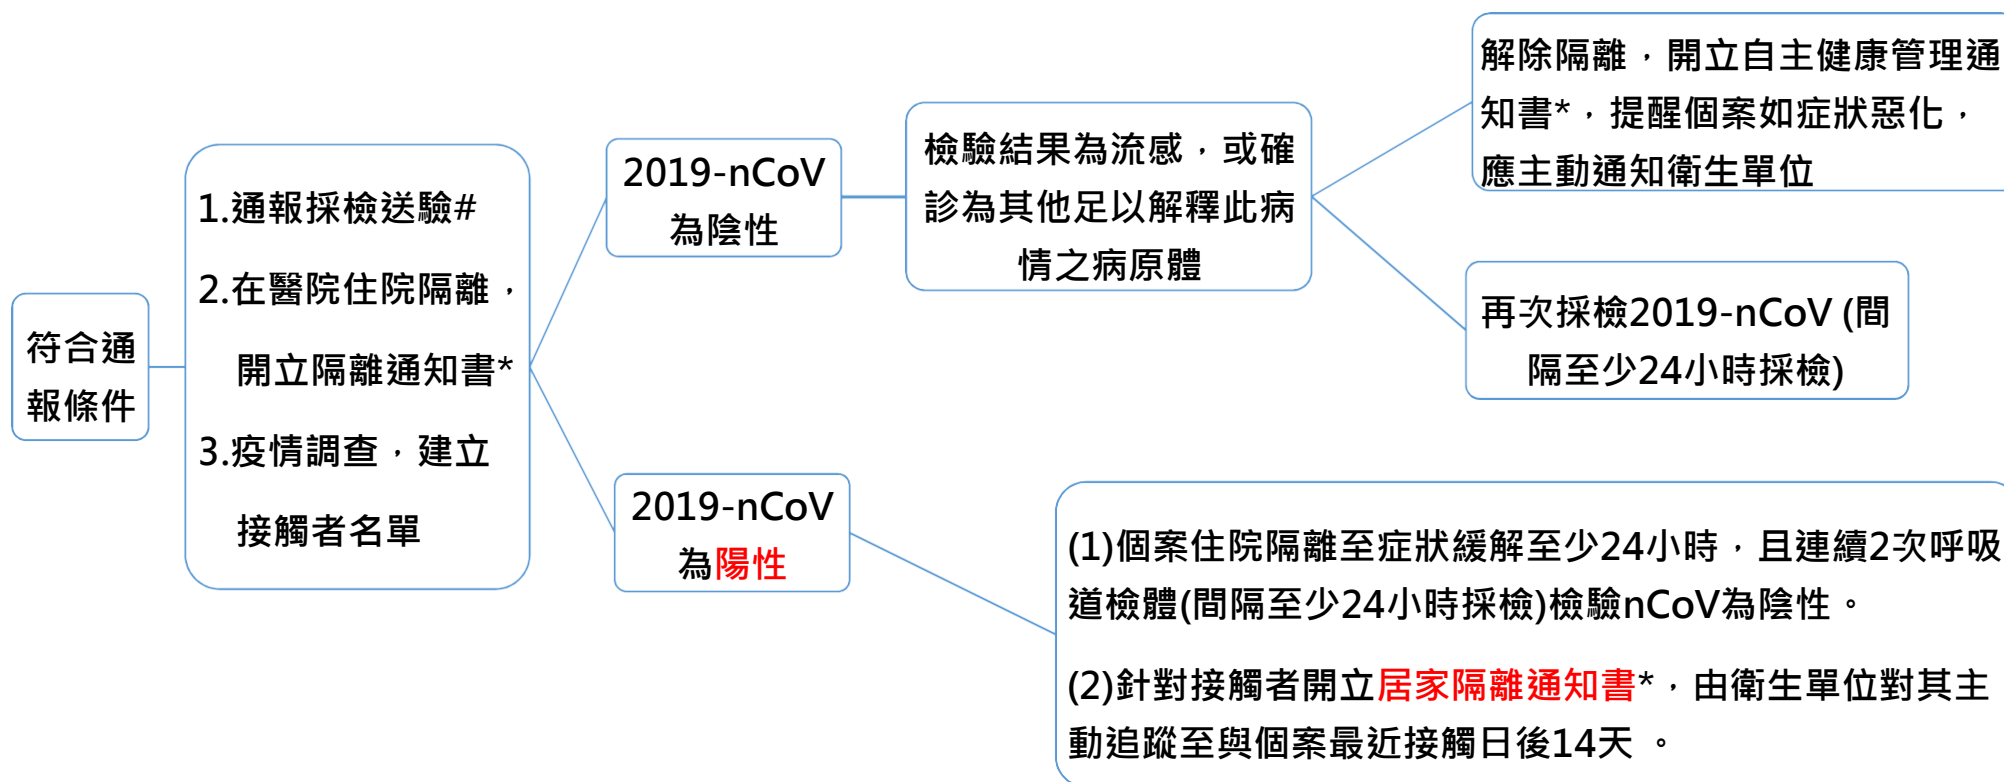 符合通
報條件
1.通報採檢送驗#
2.在醫院住院隔離，
開立隔離通知書*
3.疫情調查，建立
接觸者名單
2019-nCoV
為陰性
檢驗結果為流感，或確
診為其他足以解釋此病
情之病原體
解除隔離，開立自主健康管理通
知書*，提醒個案如症狀惡化，
應主動通知衛生單位
再次採檢2019-nCoV (間
隔至少24小時採檢)
2019-nCoV
為陽性
(1)個案住院隔離至症狀緩解至少24小時，且連續2次呼吸
道檢體(間隔至少24小時採檢)檢驗nCoV為陰性。
(2)針對接觸者開立居家隔離通知書*，由衛生單位對其主
動追蹤至與個案最近接觸日後14天 。